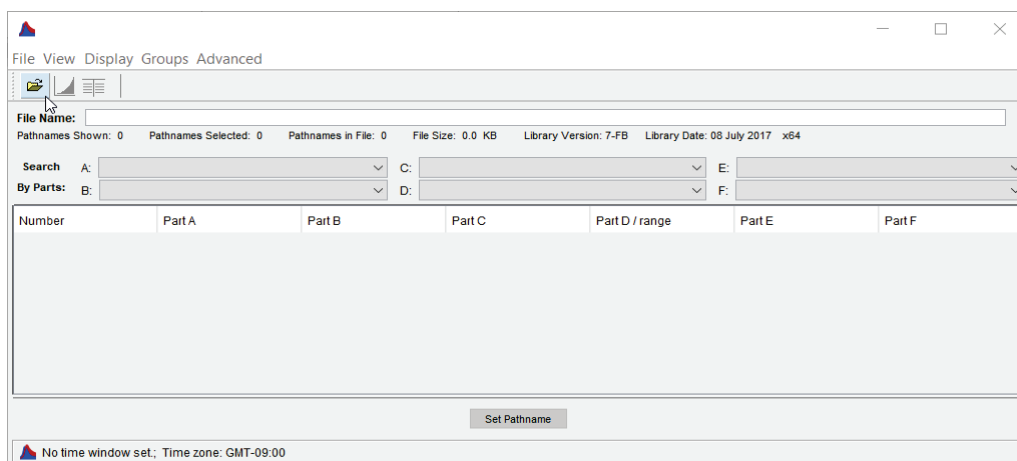 File View Display Groups Advanced
File Name:
Pathnames Shown: 0 Pathnames Selected: 0 Pathnames in File: 0 File Size: 0.0 KB Library Version: 7-FB Library Date: 08 July 2017 x64
Search A: C: E:
By Parts: B: D: F:
Number Part A Part B Part C Part D / range Part E Part F
Set Pathname
No time window set.; Time zone: GMT-09:00